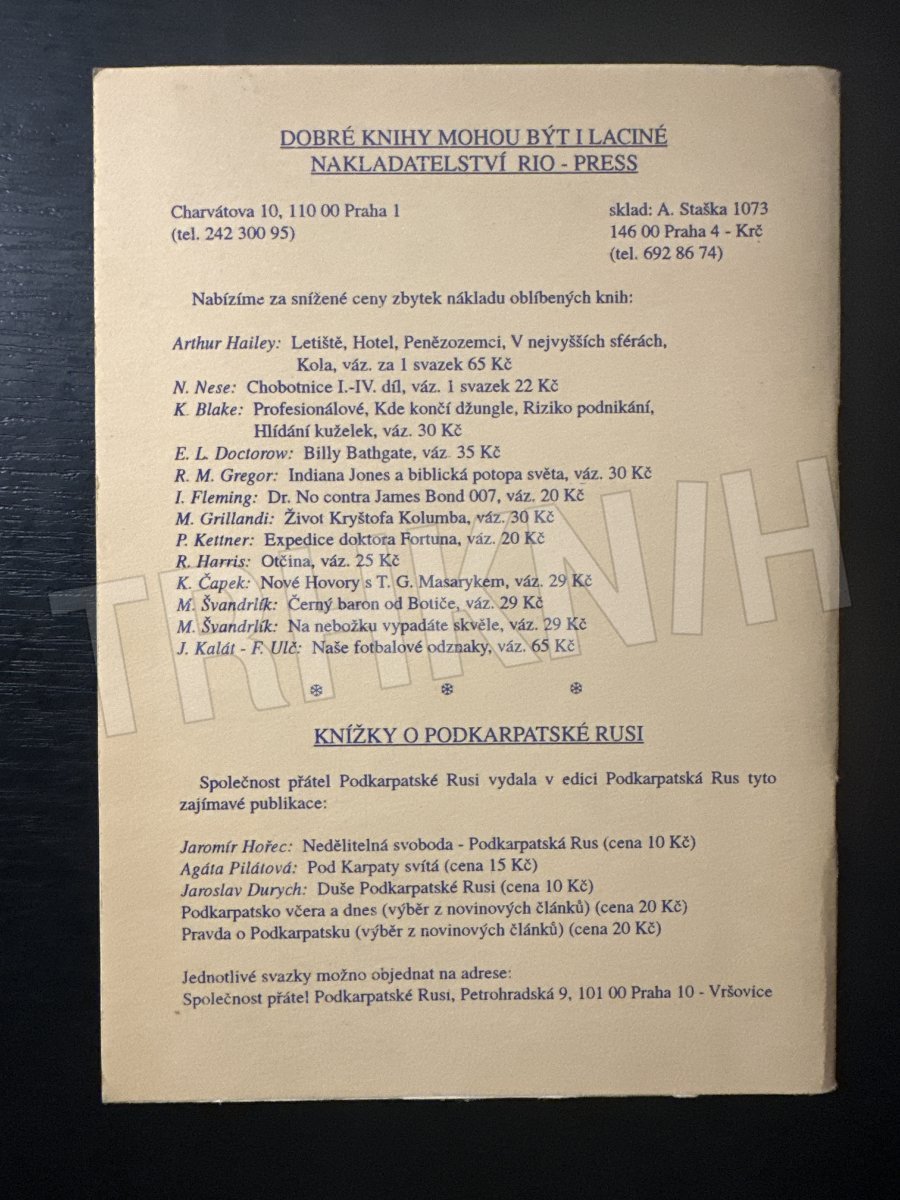 DOBRÉ KNIHY MOHOU BÝT I LACINÉ
NAKLADATELSTVÍ RIO - PRESS
Charvátova 10, 110 00 Praha 1
(tel. 242 300 95)
sklad: A. Staška 1073
146 00 Praha 4 - Krč
(tel. 692 86 74)
Nabízíme za snížené ceny zbytek nákladu oblíbených knih:
Arthur Hailey: Letiště, Hotel, Penězozemci, V nejvyšších sférách,
Kola, váz. za 1 svazek 65 Kč
N. Nese: Chobotnice I.-IV. díl, váz. 1 svazek 22 Kč
K. Blake: Profesionálové, Kde končí džungle, Riziko podnikání,
Hlídání kuželek, váz. 30 Kč
E. L. Doctorow: Billy Bathgate, váz. 35 Kč
R. M. Gregor: Indiana Jones a biblická potopa světa, váz. 30 Kč
I. Fleming: Dr. No contra James Bond 007, váz. 20 Kč
M. Grillandi: Život Kryštofa Kolumba, váz. 30 Kč
P. Kettner: Expedice doktora Fortuna, váz. 20 Kč
R. Harris: Otčina, váz. 25 Kč
K. Čapek: Nové Hovory s T. G. Masarykem, váz. 29 Kč
M. Švandrlík: Černý baron od Botiče, váz. 29 Kč
M. Švandrlík: Na nebožku vypadáte skvěle, váz. 29 Kč
J. Kalát - F. Ulč: Naše fotbalové odznaky, váz. 65 Kč
TRHKNIH
KNÍŽKY O PODKARPATSKÉ RUSI
Společnost přátel Podkarpatské Rusi vydala v edici Podkarpatská Rus tyto
zajímavé publikace:
Jaromír Hořec: Nedělitelná svoboda - Podkarpatská Rus (cena 10 Kč)
Agáta Pilátová: Pod Karpaty svítá (cena 15 Kč)
Jaroslav Durych: Duše Podkarpatské Rusi (cena 10 Kč)
Podkarpatsko včera a dnes (výběr z novinových článků) (cena 20 Kč)
Pravda o Podkarpatsku (výběr z novinových článků) (cena 20 Kč)
Jednotlivé svazky možno objednat na adrese:
Společnost přátel Podkarpatské Rusi, Petrohradská 9, 101 00 Praha 10 - Vršovice